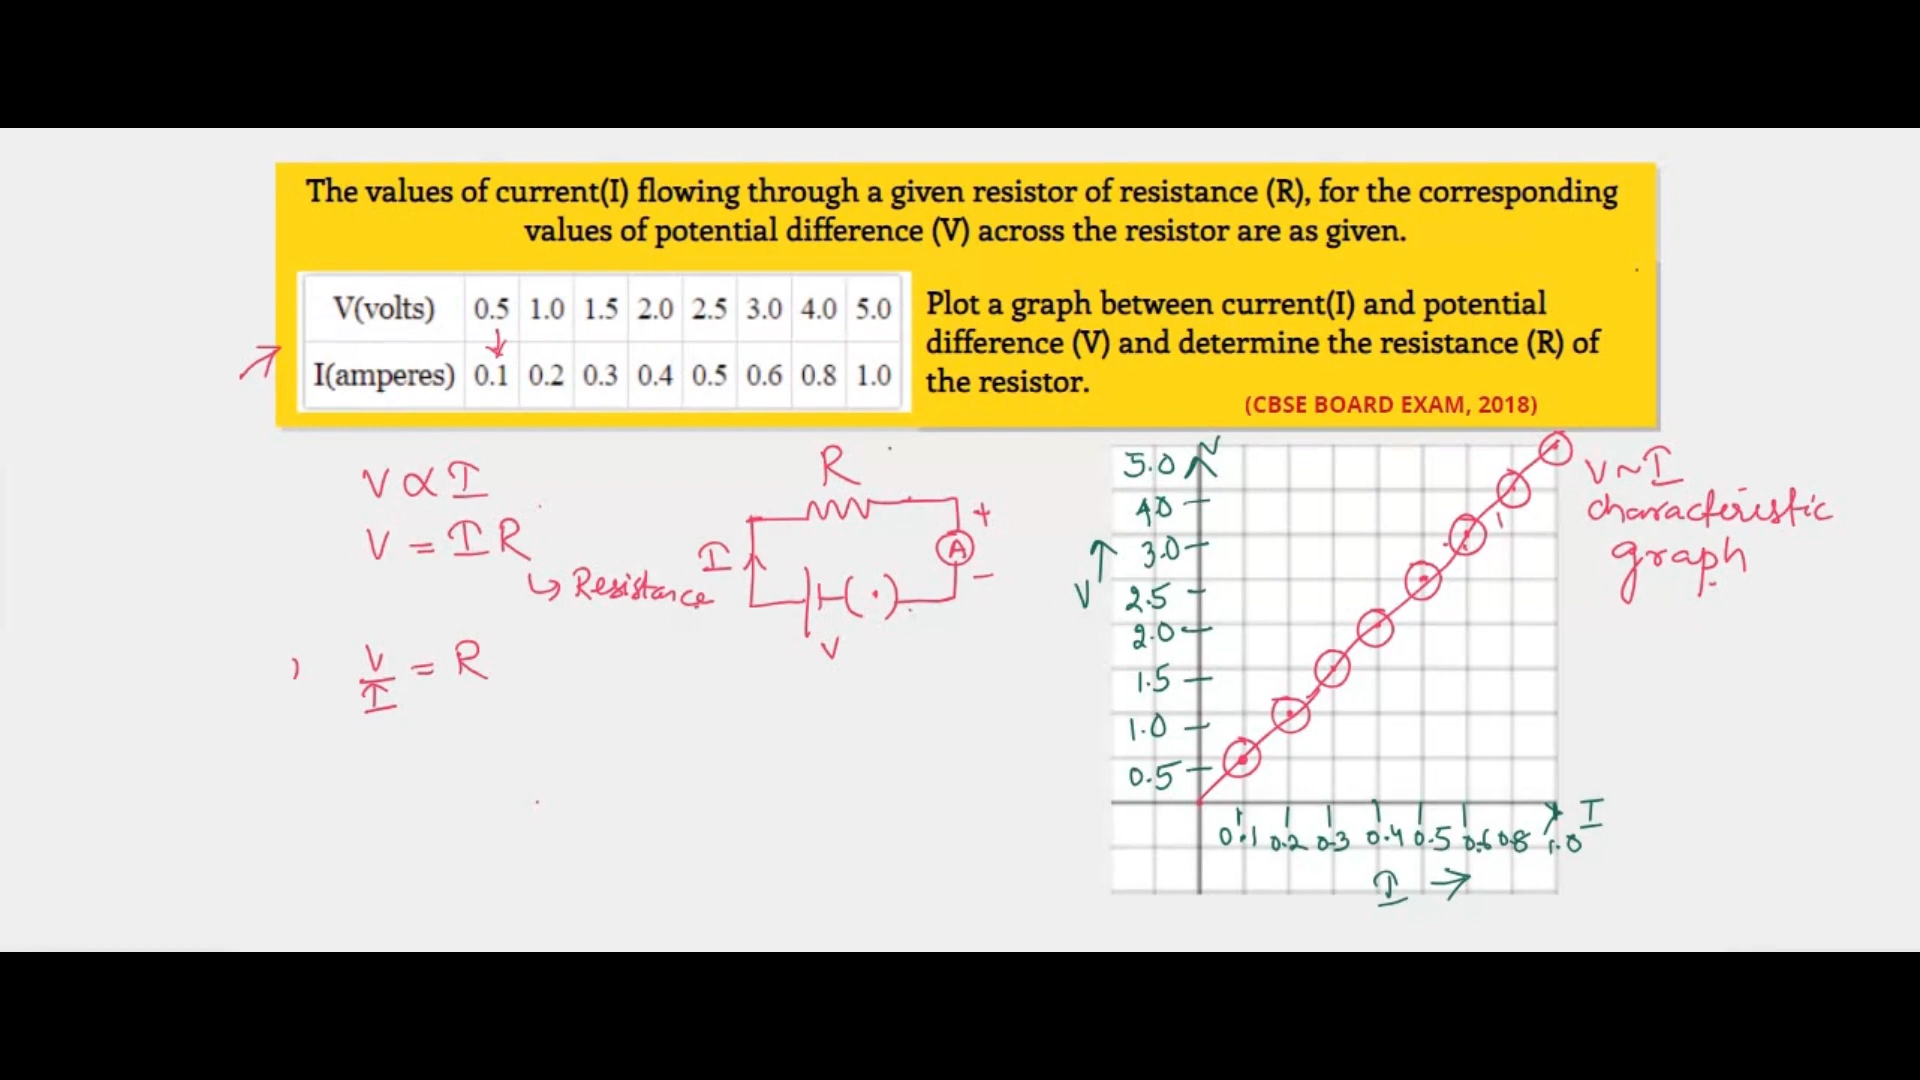 The values of current(I) flowing through a given resistor of resistance (R), for the corresponding
values of potential difference (V) across the resistor are as given.
V(volts) 0.5 1.0 1.5 2.0 2.5 3.0 4.0 5.0
I(amperes) 0.1 0.2 0.3 0.4 0.5 0.6 0.8 1.0
Plot a graph between current(I) and potential
difference (V) and determine the resistance (R) of
the resistor.
(CBSE BOARD EXAM, 2018)
V ∝ I
V = I R
↳ Resistance
V/I = R
R
I
+
A
−
V
V
5.0
4.0
3.0
2.5
2.0
1.5
1.0
0.5
V ↑
0.1 0.2 0.3 0.4 0.5 0.6 0.8 1.0 I
I →
V ~ I
characteristic
graph